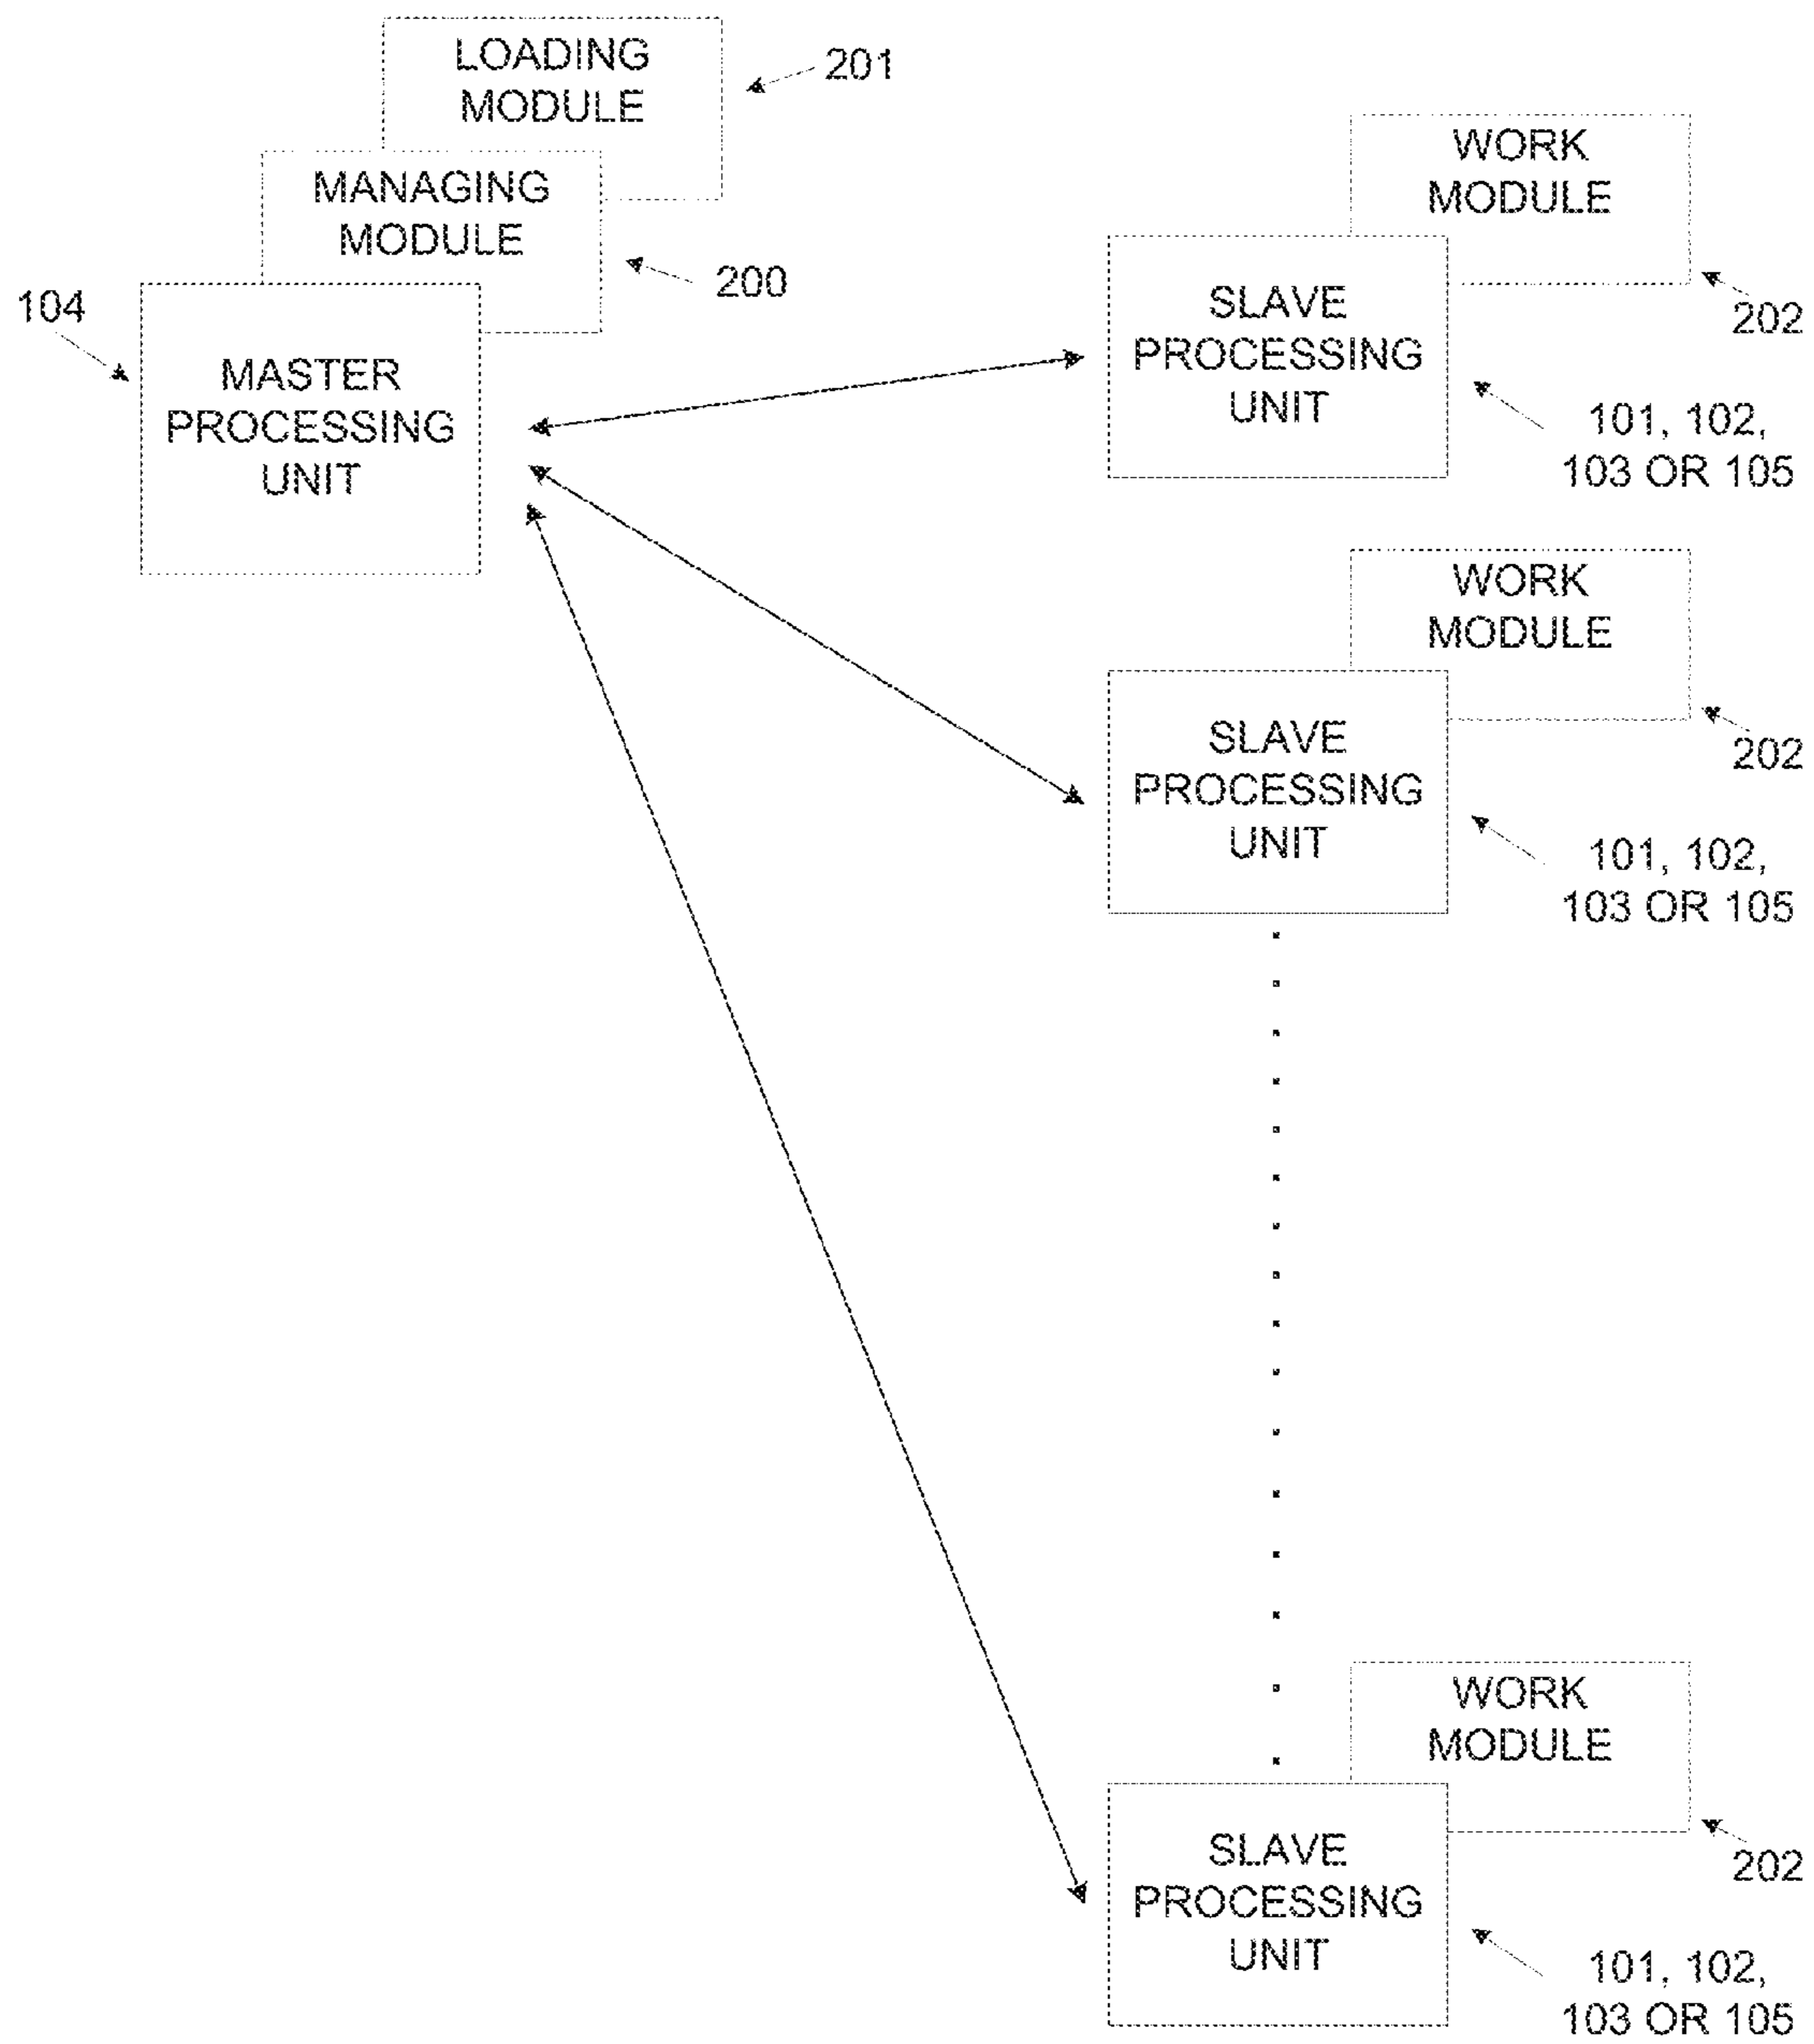 LOADING
MODULE
201
MANAGING
MODULE
200
104
MASTER
PROCESSING
UNIT
WORK
MODULE
202
SLAVE
PROCESSING
UNIT
101, 102,
103 OR 105
WORK
MODULE
202
SLAVE
PROCESSING
UNIT
101, 102,
103 OR 105
WORK
MODULE
202
SLAVE
PROCESSING
UNIT
101, 102,
103 OR 105